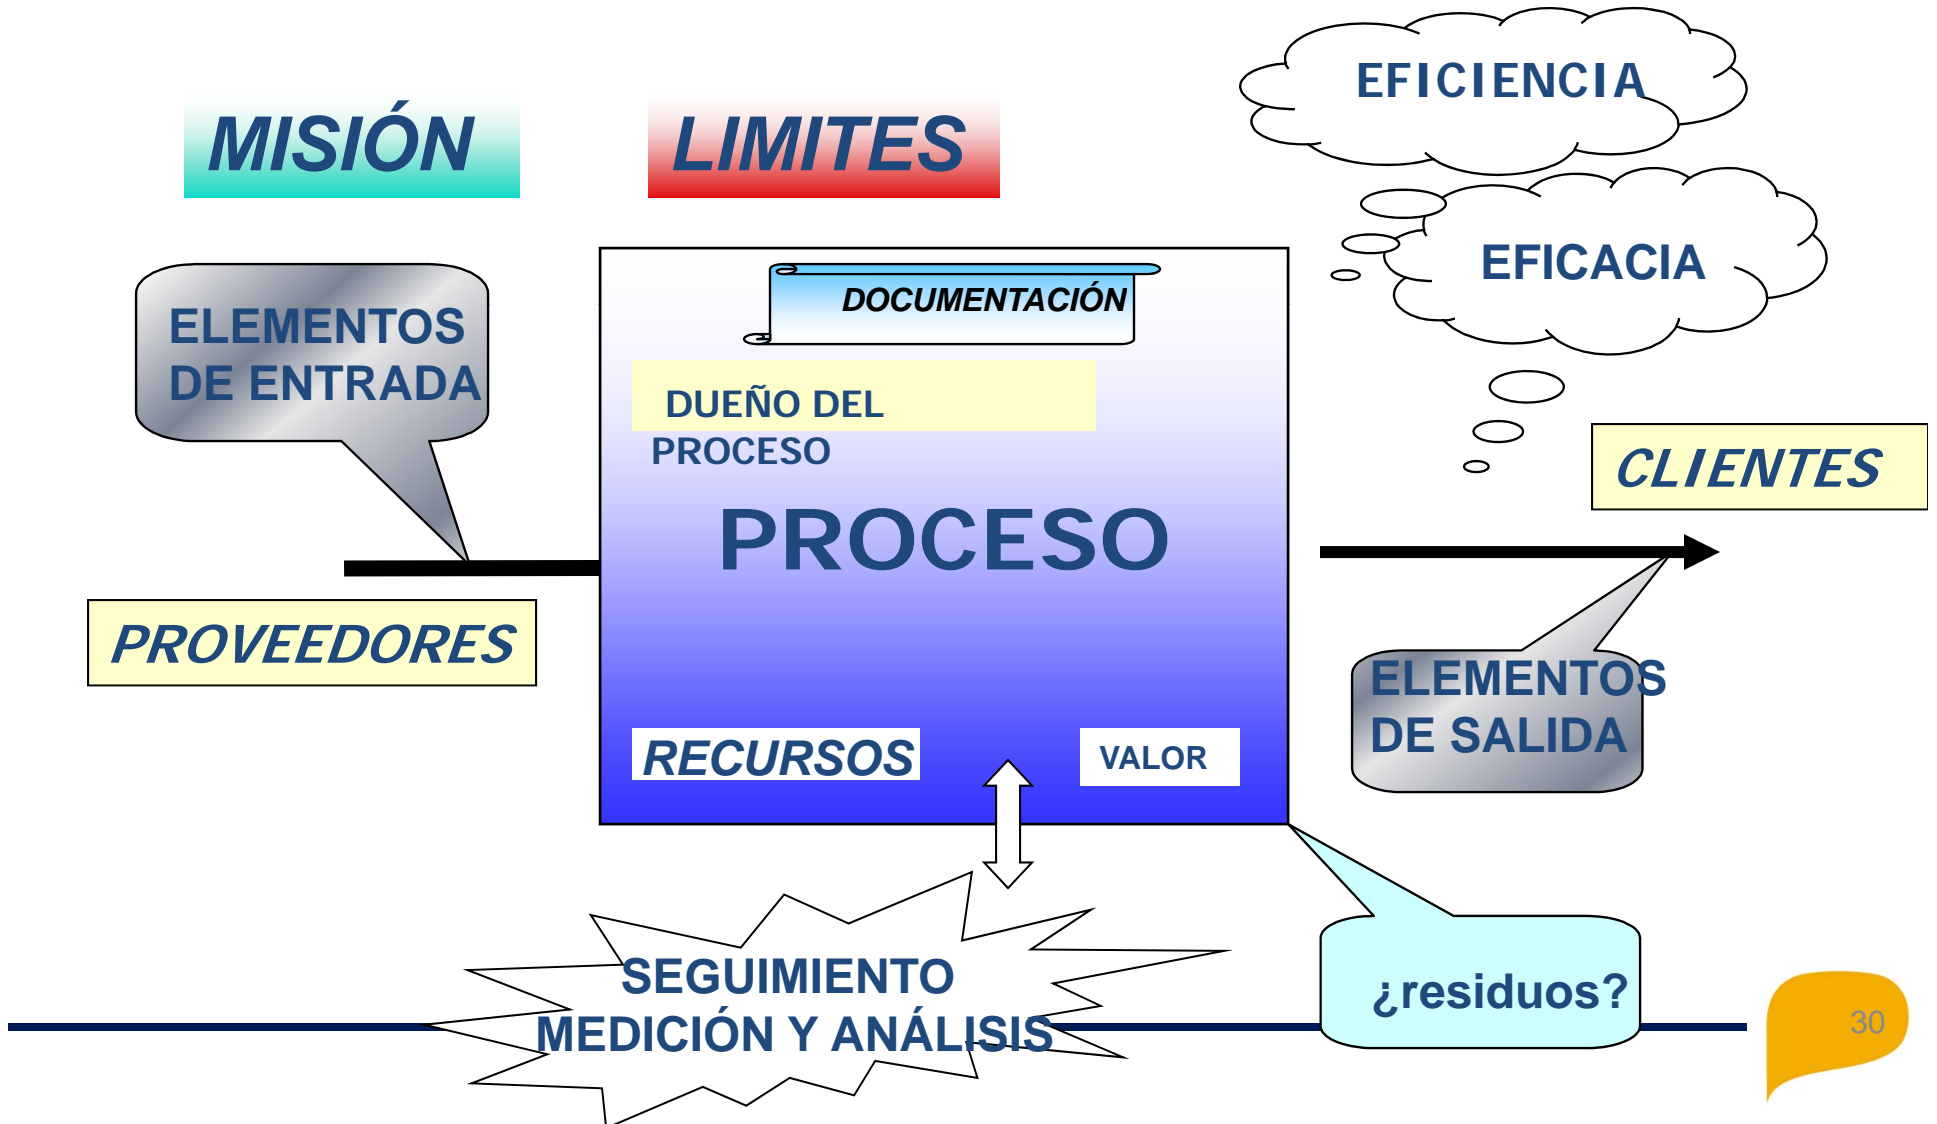 EFICIENCIA
MISIÓN
LIMITES
EFICACIA
DOCUMENTACIÓN
ELEMENTOS
DE ENTRADA
DUEÑO DEL
PROCESO
CLIENTES
PROCESO
PROVEEDORES
ELEMENTOS
DE SALIDA
RECURSOS
VALOR
SEGUIMIENTO
MEDICIÓN Y ANÁLISIS
¿residuos?
30